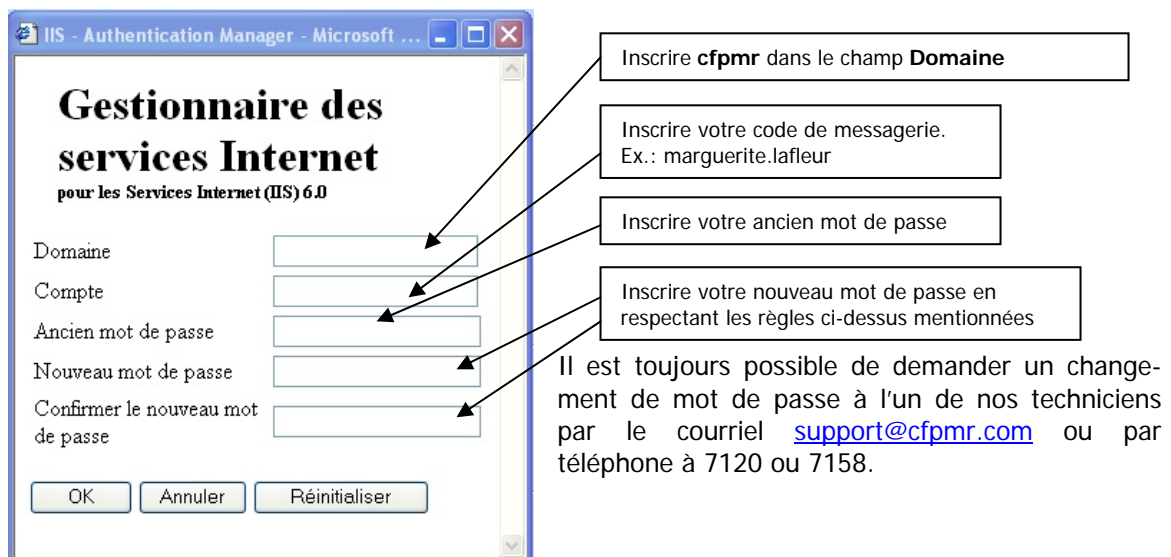 IIS - Authentication Manager - Microsoft ...
Gestionnaire des
services Internet
pour les Services Internet (IIS) 6.0
Domaine
Compte
Ancien mot de passe
Nouveau mot de passe
Confirmer le nouveau mot
de passe
OK
Annuler
Réinitialiser
Inscrire cfpmr dans le champ Domaine
Inscrire votre code de messagerie.
Ex.: marguerite.lafleur
Inscrire votre ancien mot de passe
Inscrire votre nouveau mot de passe en
respectant les règles ci-dessus mentionnées
Il est toujours possible de demander un change-
ment de mot de passe à l'un de nos techniciens
par le courriel support@cfpmr.com ou par
téléphone à 7120 ou 7158.